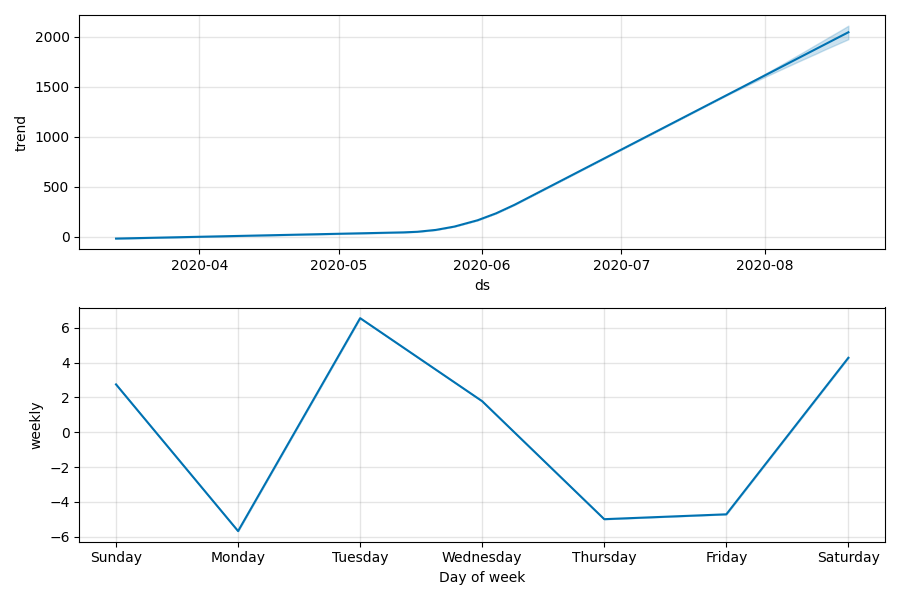 2000
1500
1000
500
0
trend
2020-04 2020-05 2020-06 2020-07 2020-08
ds
6
4
2
0
−2
−4
−6
weekly
Sunday Monday Tuesday Wednesday Thursday Friday Saturday
Day of week